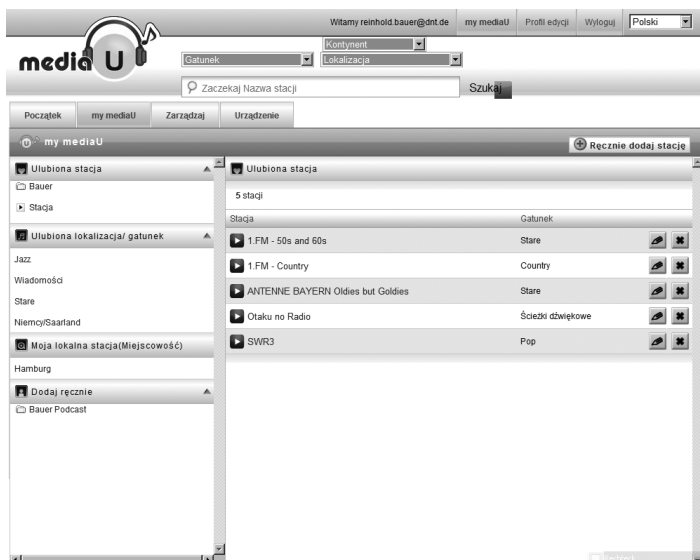 Witamy reinhold.bauer@dnt.de my mediaU Profil edycji Wyloguj Polski
media U
Kontynent
Gatunek Lokalizacja
Zaczekaj Nazwa stacji Szukaj
Początek my mediaU Zarządzaj Urządzenie
U my mediaU Ręcznie dodaj stację
Ulubiona stacja
Bauer
Stacja
Ulubiona lokalizacja/ gatunek
Jazz
Wiadomości
Stare
Niemcy/Saarland
Moja lokalna stacja(Miejscowość)
Hamburg
Dodaj ręcznie
Bauer Podcast
Ulubiona stacja
5 stacji
Stacja Gatunek
1.FM - 50s and 60s Stare
1.FM - Country Country
ANTENNE BAYERN Oldies but Goldies Stare
Otaku no Radio Ścieżki dźwiękowe
SWR3 Pop